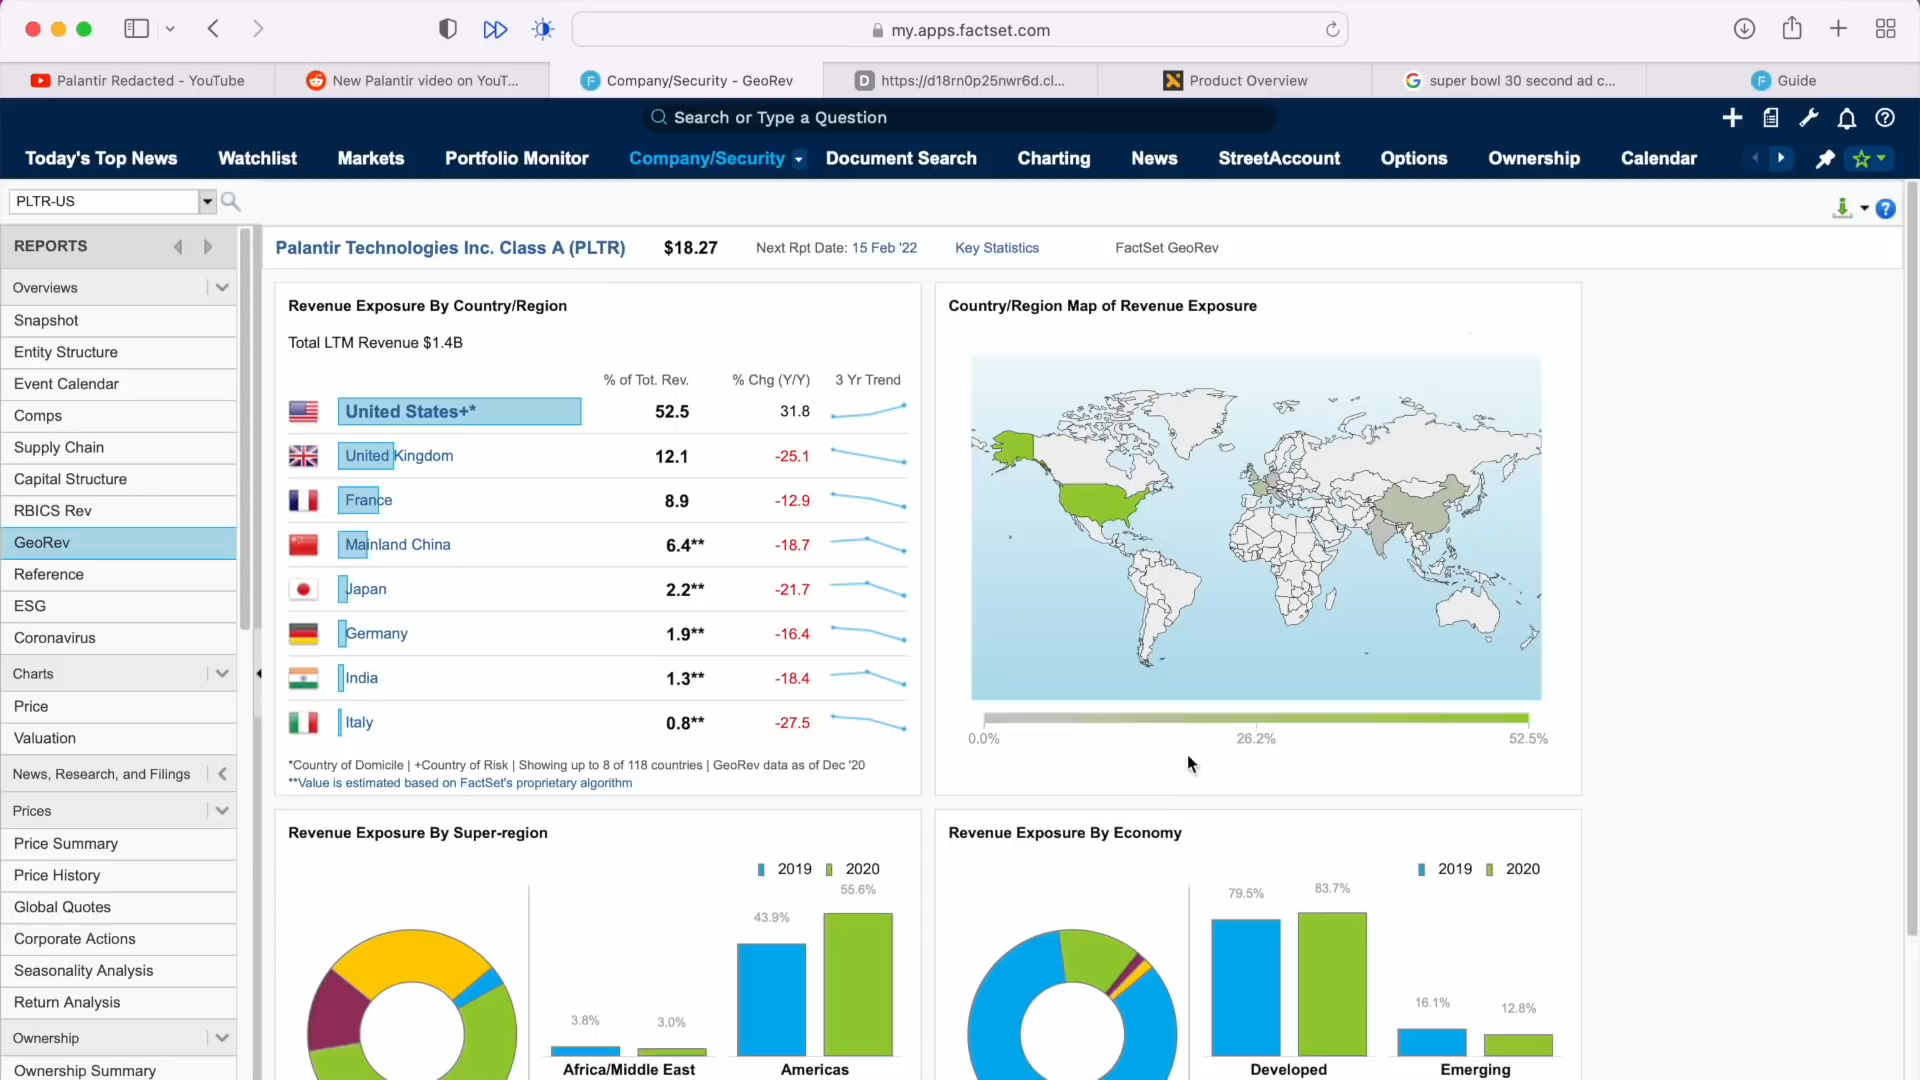 my.apps.factset.com
Palantir Redacted - YouTube
New Palantir video on YouT...
Company/Security - GeoRev
https://d18rn0p25nwr6d.cl...
Product Overview
super bowl 30 second ad c...
Guide
Search or Type a Question
Today's Top News
Watchlist
Markets
Portfolio Monitor
Company/Security
Document Search
Charting
News
StreetAccount
Options
Ownership
Calendar
PLTR-US
REPORTS
Overviews
Snapshot
Entity Structure
Event Calendar
Comps
Supply Chain
Capital Structure
RBICS Rev
GeoRev
Reference
ESG
Coronavirus
Charts
Price
Valuation
News, Research, and Filings
Prices
Price Summary
Price History
Global Quotes
Corporate Actions
Seasonality Analysis
Return Analysis
Ownership
Ownership Summary
Palantir Technologies Inc. Class A (PLTR) $18.27 Next Rpt Date: 15 Feb '22 Key Statistics FactSet GeoRev
Revenue Exposure By Country/Region
Total LTM Revenue $1.4B
% of Tot. Rev. % Chg (Y/Y) 3 Yr Trend
United States+* 52.5 31.8
United Kingdom 12.1 -25.1
France 8.9 -12.9
Mainland China 6.4** -18.7
Japan 2.2** -21.7
Germany 1.9** -16.4
India 1.3** -18.4
Italy 0.8** -27.5
*Country of Domicile | +Country of Risk | Showing up to 8 of 118 countries | GeoRev data as of Dec '20
**Value is estimated based on FactSet's proprietary algorithm
Country/Region Map of Revenue Exposure
0.0% 26.2% 52.5%
Revenue Exposure By Super-region
2019 2020
3.8% 3.0% 43.9% 55.6%
Africa/Middle East Americas
Revenue Exposure By Economy
2019 2020
79.5% 83.7% 16.1% 12.8%
Developed Emerging